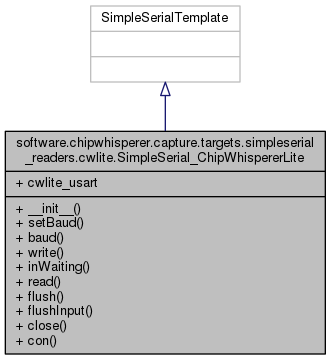 SimpleSerialTemplate
software.chipwhisperer.capture.targets.simpleserial
_readers.cwlite.SimpleSerial_ChipWhispererLite
+ cwlite_usart
+ __init__()
+ setBaud()
+ baud()
+ write()
+ inWaiting()
+ read()
+ flush()
+ flushInput()
+ close()
+ con()